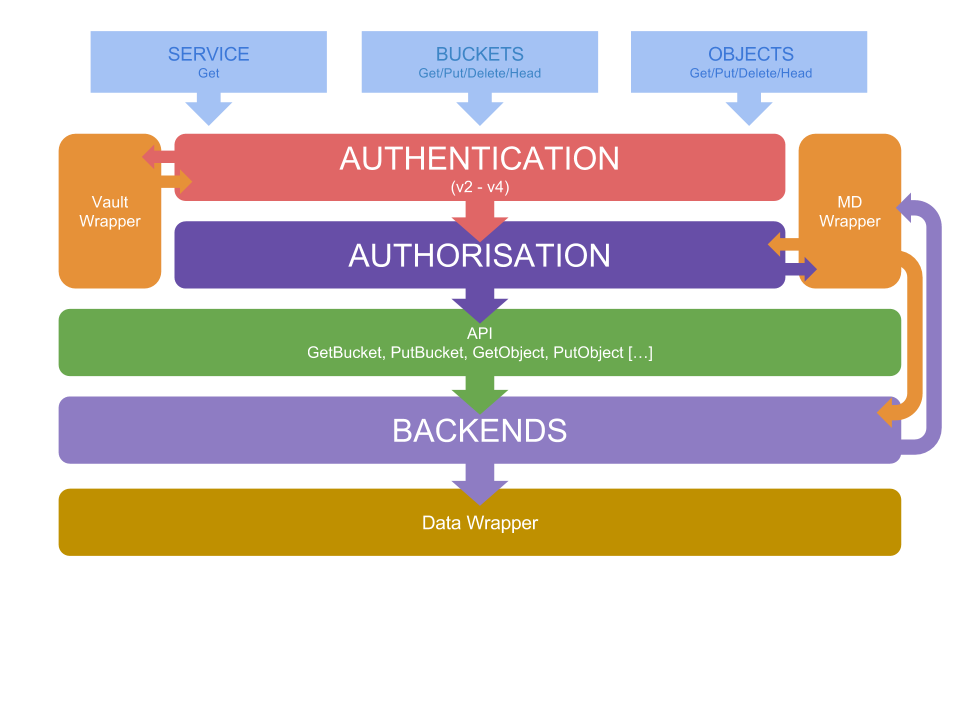 SERVICE
Get
BUCKETS
Get/Put/Delete/Head
OBJECTS
Get/Put/Delete/Head
AUTHENTICATION
(v2 - v4)
Vault
Wrapper
MD
Wrapper
AUTHORISATION
API
GetBucket, PutBucket, GetObject, PutObject [...]
BACKENDS
Data Wrapper